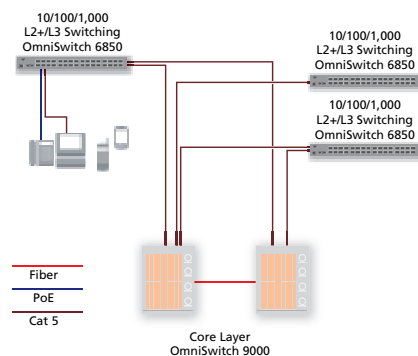 10/100/1,000
L2+/L3 Switching
OmniSwitch 6850
10/100/1,000
L2+/L3 Switching
OmniSwitch 6850
10/100/1,000
L2+/L3 Switching
OmniSwitch 6850
Fiber
PoE
Cat 5
Core Layer
OmniSwitch 9000